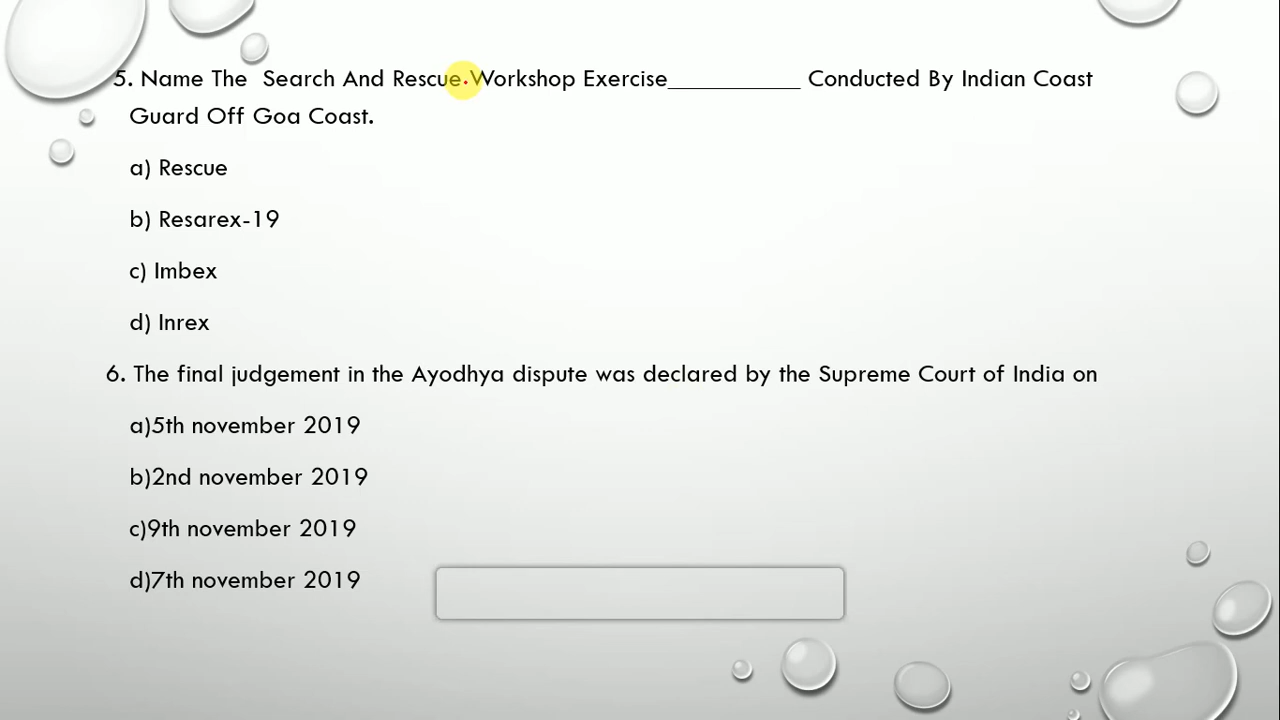 5. Name The Search And Rescue Workshop Exercise__________ Conducted By Indian Coast
Guard Off Goa Coast.
a) Rescue
b) Resarex-19
c) Imbex
d) Inrex
6. The final judgement in the Ayodhya dispute was declared by the Supreme Court of India on
a)5th november 2019
b)2nd november 2019
c)9th november 2019
d)7th november 2019